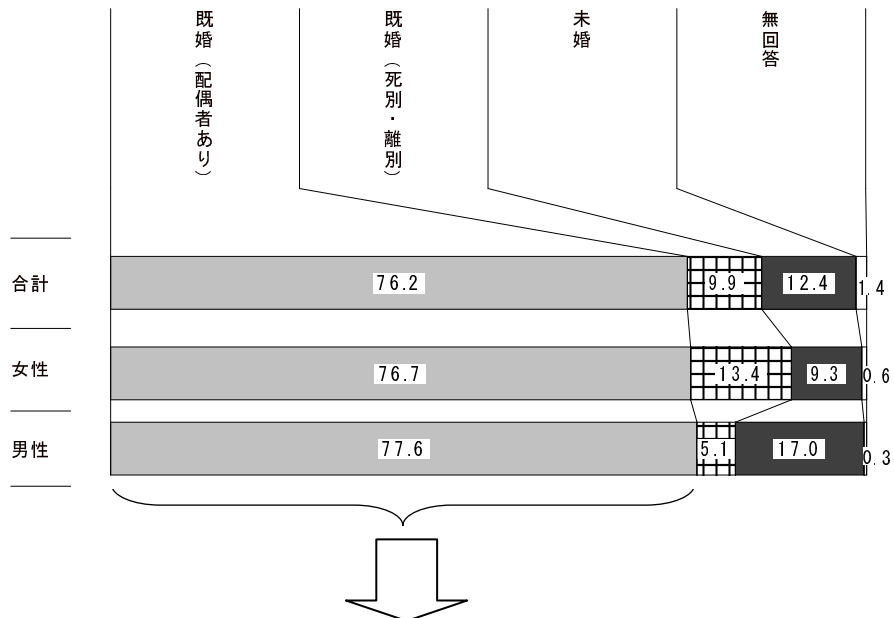 既婚(配偶者あり)
既婚(死別・離別)
未婚
無回答
合計
76.2
9.9
12.4
1.4
女性
76.7
13.4
9.3
0.6
男性
77.6
5.1
17.0
0.3